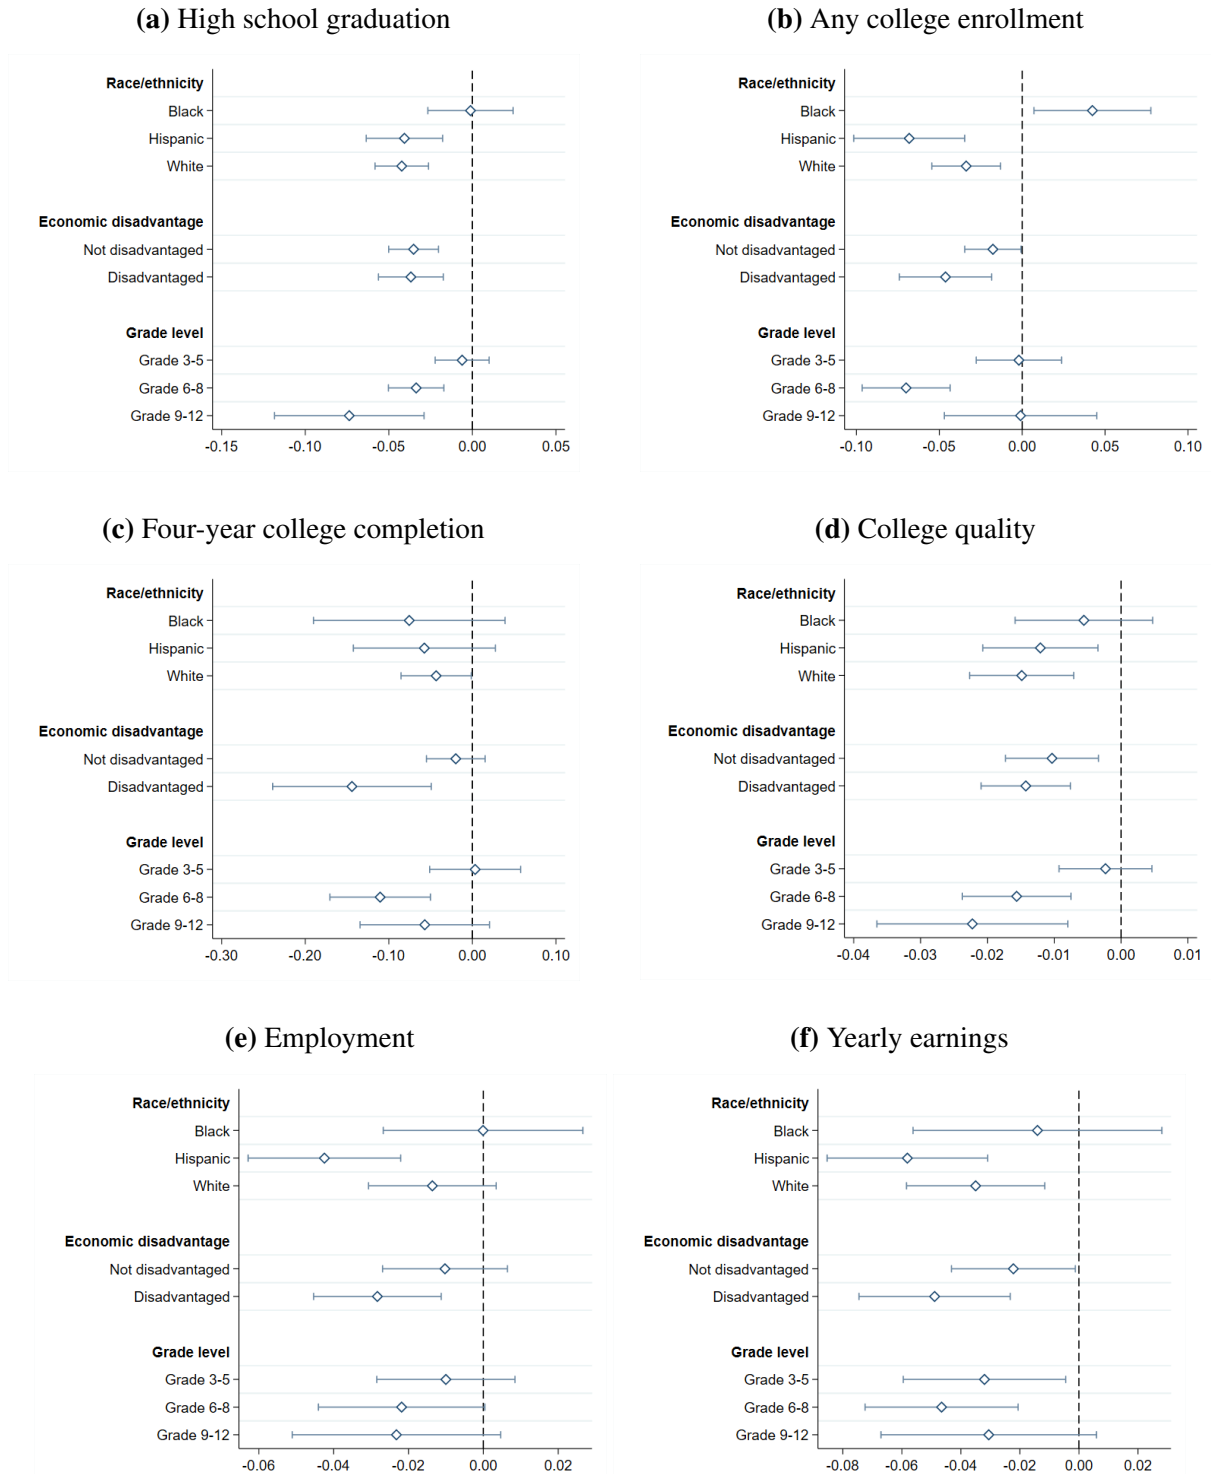 (a) High school graduation
Race/ethnicity
Black
Hispanic
White
Economic disadvantage
Not disadvantaged
Disadvantaged
Grade level
Grade 3-5
Grade 6-8
Grade 9-12
-0.15 -0.10 -0.05 0.00 0.05
(b) Any college enrollment
Race/ethnicity
Black
Hispanic
White
Economic disadvantage
Not disadvantaged
Disadvantaged
Grade level
Grade 3-5
Grade 6-8
Grade 9-12
-0.10 -0.05 0.00 0.05 0.10
(c) Four-year college completion
Race/ethnicity
Black
Hispanic
White
Economic disadvantage
Not disadvantaged
Disadvantaged
Grade level
Grade 3-5
Grade 6-8
Grade 9-12
-0.30 -0.20 -0.10 0.00 0.10
(d) College quality
Race/ethnicity
Black
Hispanic
White
Economic disadvantage
Not disadvantaged
Disadvantaged
Grade level
Grade 3-5
Grade 6-8
Grade 9-12
-0.04 -0.03 -0.02 -0.01 0.00 0.01
(e) Employment
Race/ethnicity
Black
Hispanic
White
Economic disadvantage
Not disadvantaged
Disadvantaged
Grade level
Grade 3-5
Grade 6-8
Grade 9-12
-0.06 -0.04 -0.02 0.00 0.02
(f) Yearly earnings
Race/ethnicity
Black
Hispanic
White
Economic disadvantage
Not disadvantaged
Disadvantaged
Grade level
Grade 3-5
Grade 6-8
Grade 9-12
-0.08 -0.06 -0.04 -0.02 0.00 0.02